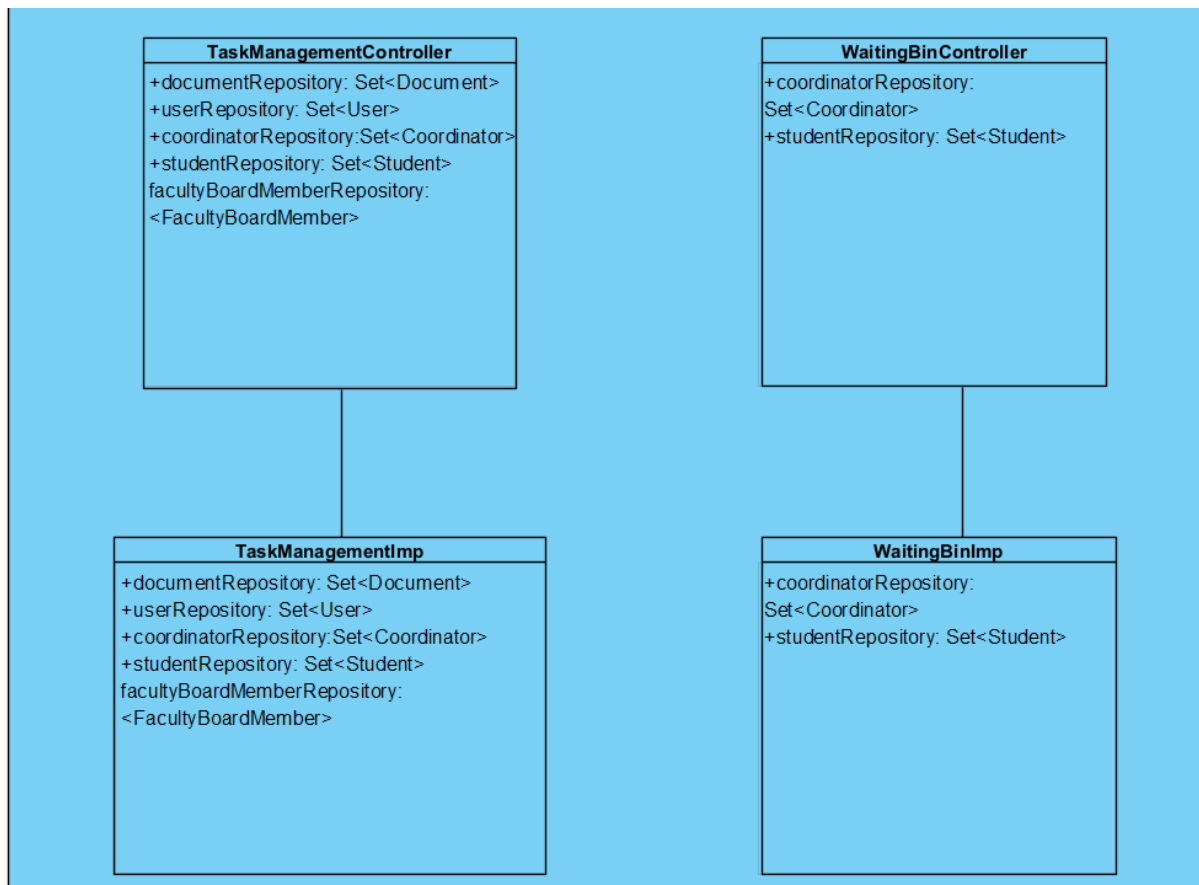 TaskManagementController
+documentRepository: Set<Document>
+userRepository: Set<User>
+coordinatorRepository:Set<Coordinator>
+studentRepository: Set<Student>
facultyBoardMemberRepository:
<FacultyBoardMember>
WaitingBinController
+coordinatorRepository:
Set<Coordinator>
+studentRepository: Set<Student>
TaskManagementImp
+documentRepository: Set<Document>
+userRepository: Set<User>
+coordinatorRepository:Set<Coordinator>
+studentRepository: Set<Student>
facultyBoardMemberRepository:
<FacultyBoardMember>
WaitingBinImp
+coordinatorRepository:
Set<Coordinator>
+studentRepository: Set<Student>